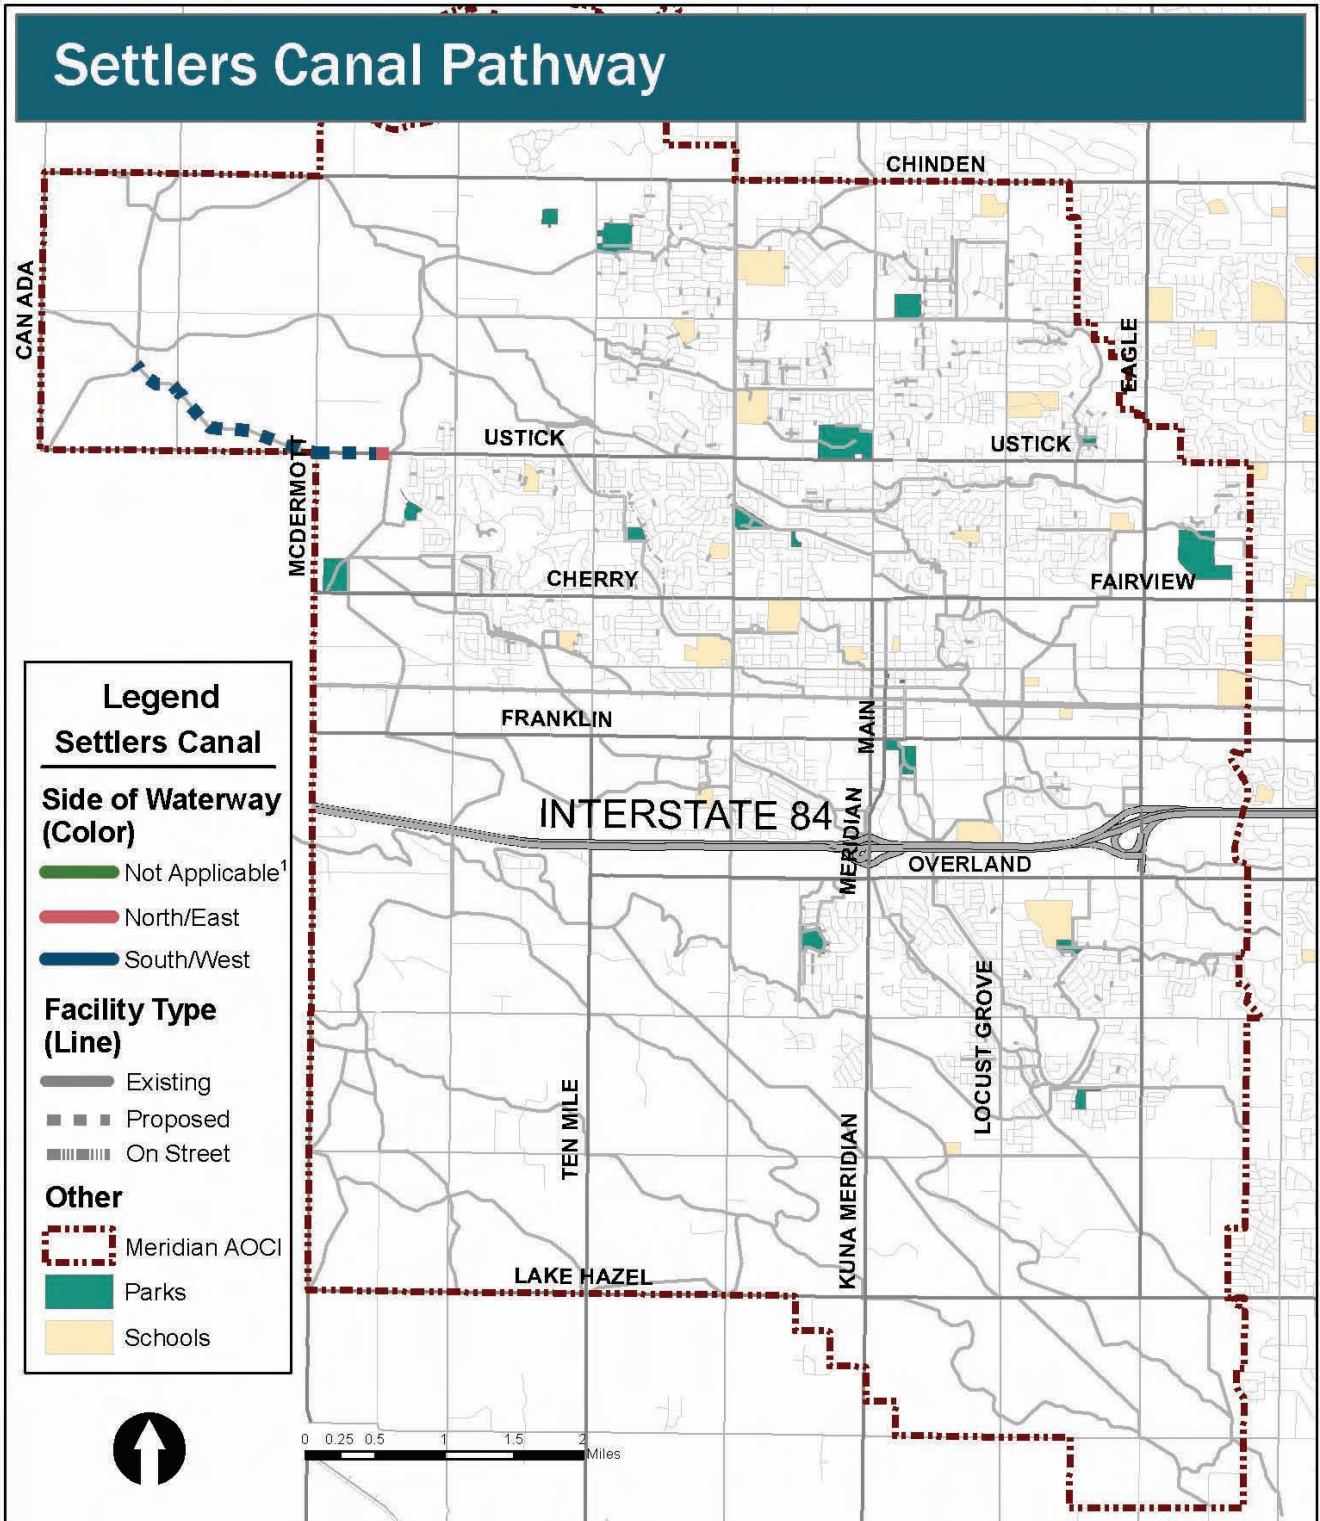 Settlers Canal Pathway
CHINDEN
CAN ADA
EAGLE
USTICK
USTICK
MCDERMOTT
CHERRY
FAIRVIEW
Legend
Settlers Canal
Side of Waterway
(Color)
Not Applicable¹
North/East
South/West
Facility Type
(Line)
Existing
Proposed
On Street
Other
Meridian AOCI
Parks
Schools
FRANKLIN
MAIN
INTERSTATE 84
MERIDIAN
OVERLAND
LOCUST GROVE
TEN MILE
KUNA MERIDIAN
LAKE HAZEL
0 0.25 0.5 1 1.5 2
Miles